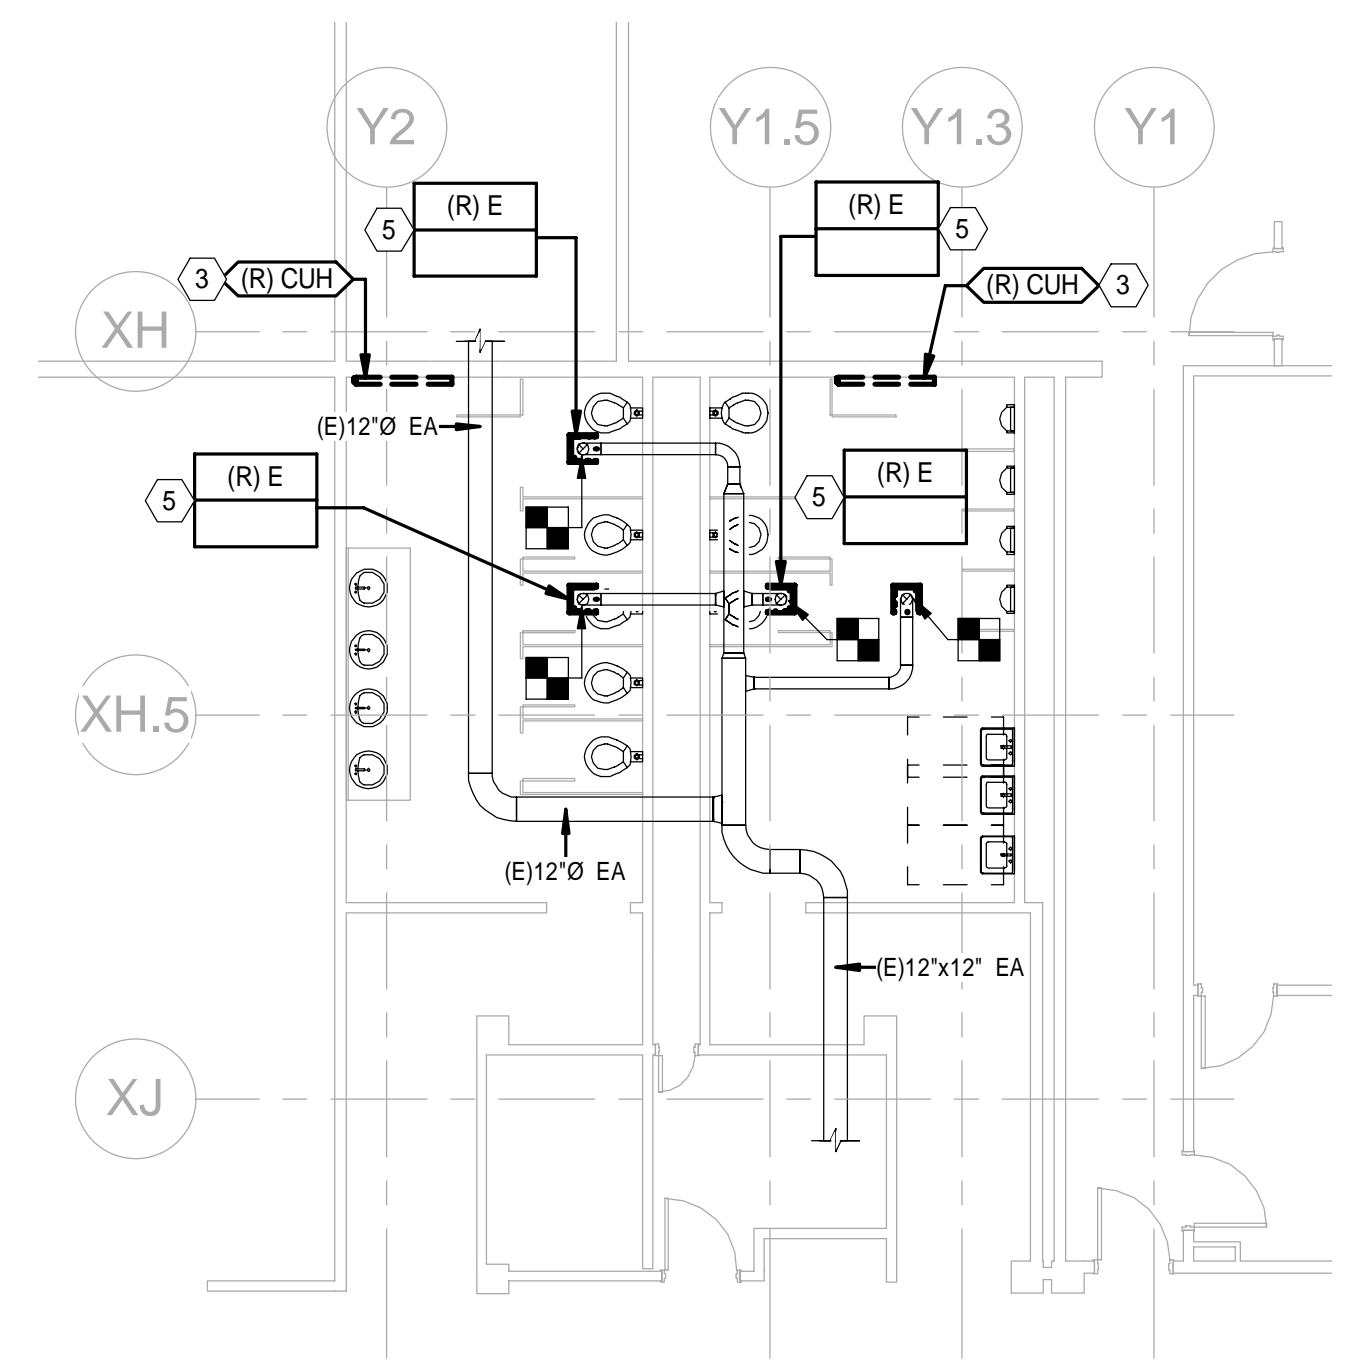 Y2
Y1.5
Y1.3
Y1
(R) E
5
(R) E
5
3
(R) CUH
(R) CUH
3
XH
(E)12"Ø EA
(R) E
5
(R) E
5
XH.5
(E)12"Ø EA
(E)12"x12" EA
XJ